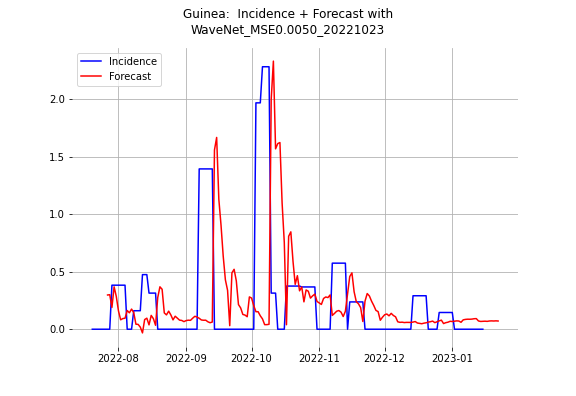 Guinea:  Incidence + Forecast with
WaveNet_MSE0.0050_20221023
Incidence
Forecast
2.0
1.5
1.0
0.5
0.0
2022-08
2022-09
2022-10
2022-11
2022-12
2023-01